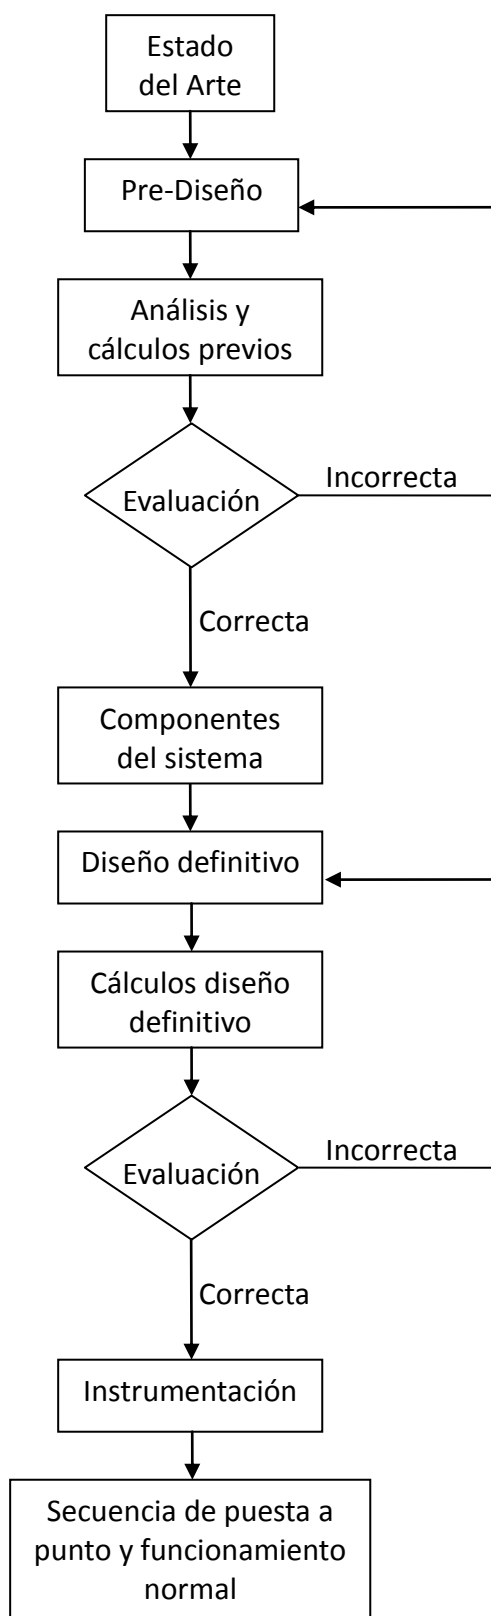 Estado
del Arte
Pre-Diseño
Análisis y
cálculos previos
Evaluación
Incorrecta
Correcta
Componentes
del sistema
Diseño definitivo
Cálculos diseño
definitivo
Evaluación
Incorrecta
Correcta
Instrumentación
Secuencia de puesta a
punto y funcionamiento
normal